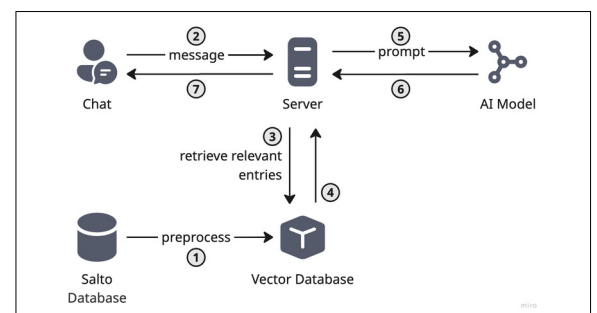 2
message
7
Chat
Server
5
prompt
6
AI Model
3
retrieve relevant
entries
4
preprocess
1
Salto
Database
Vector Database
miro